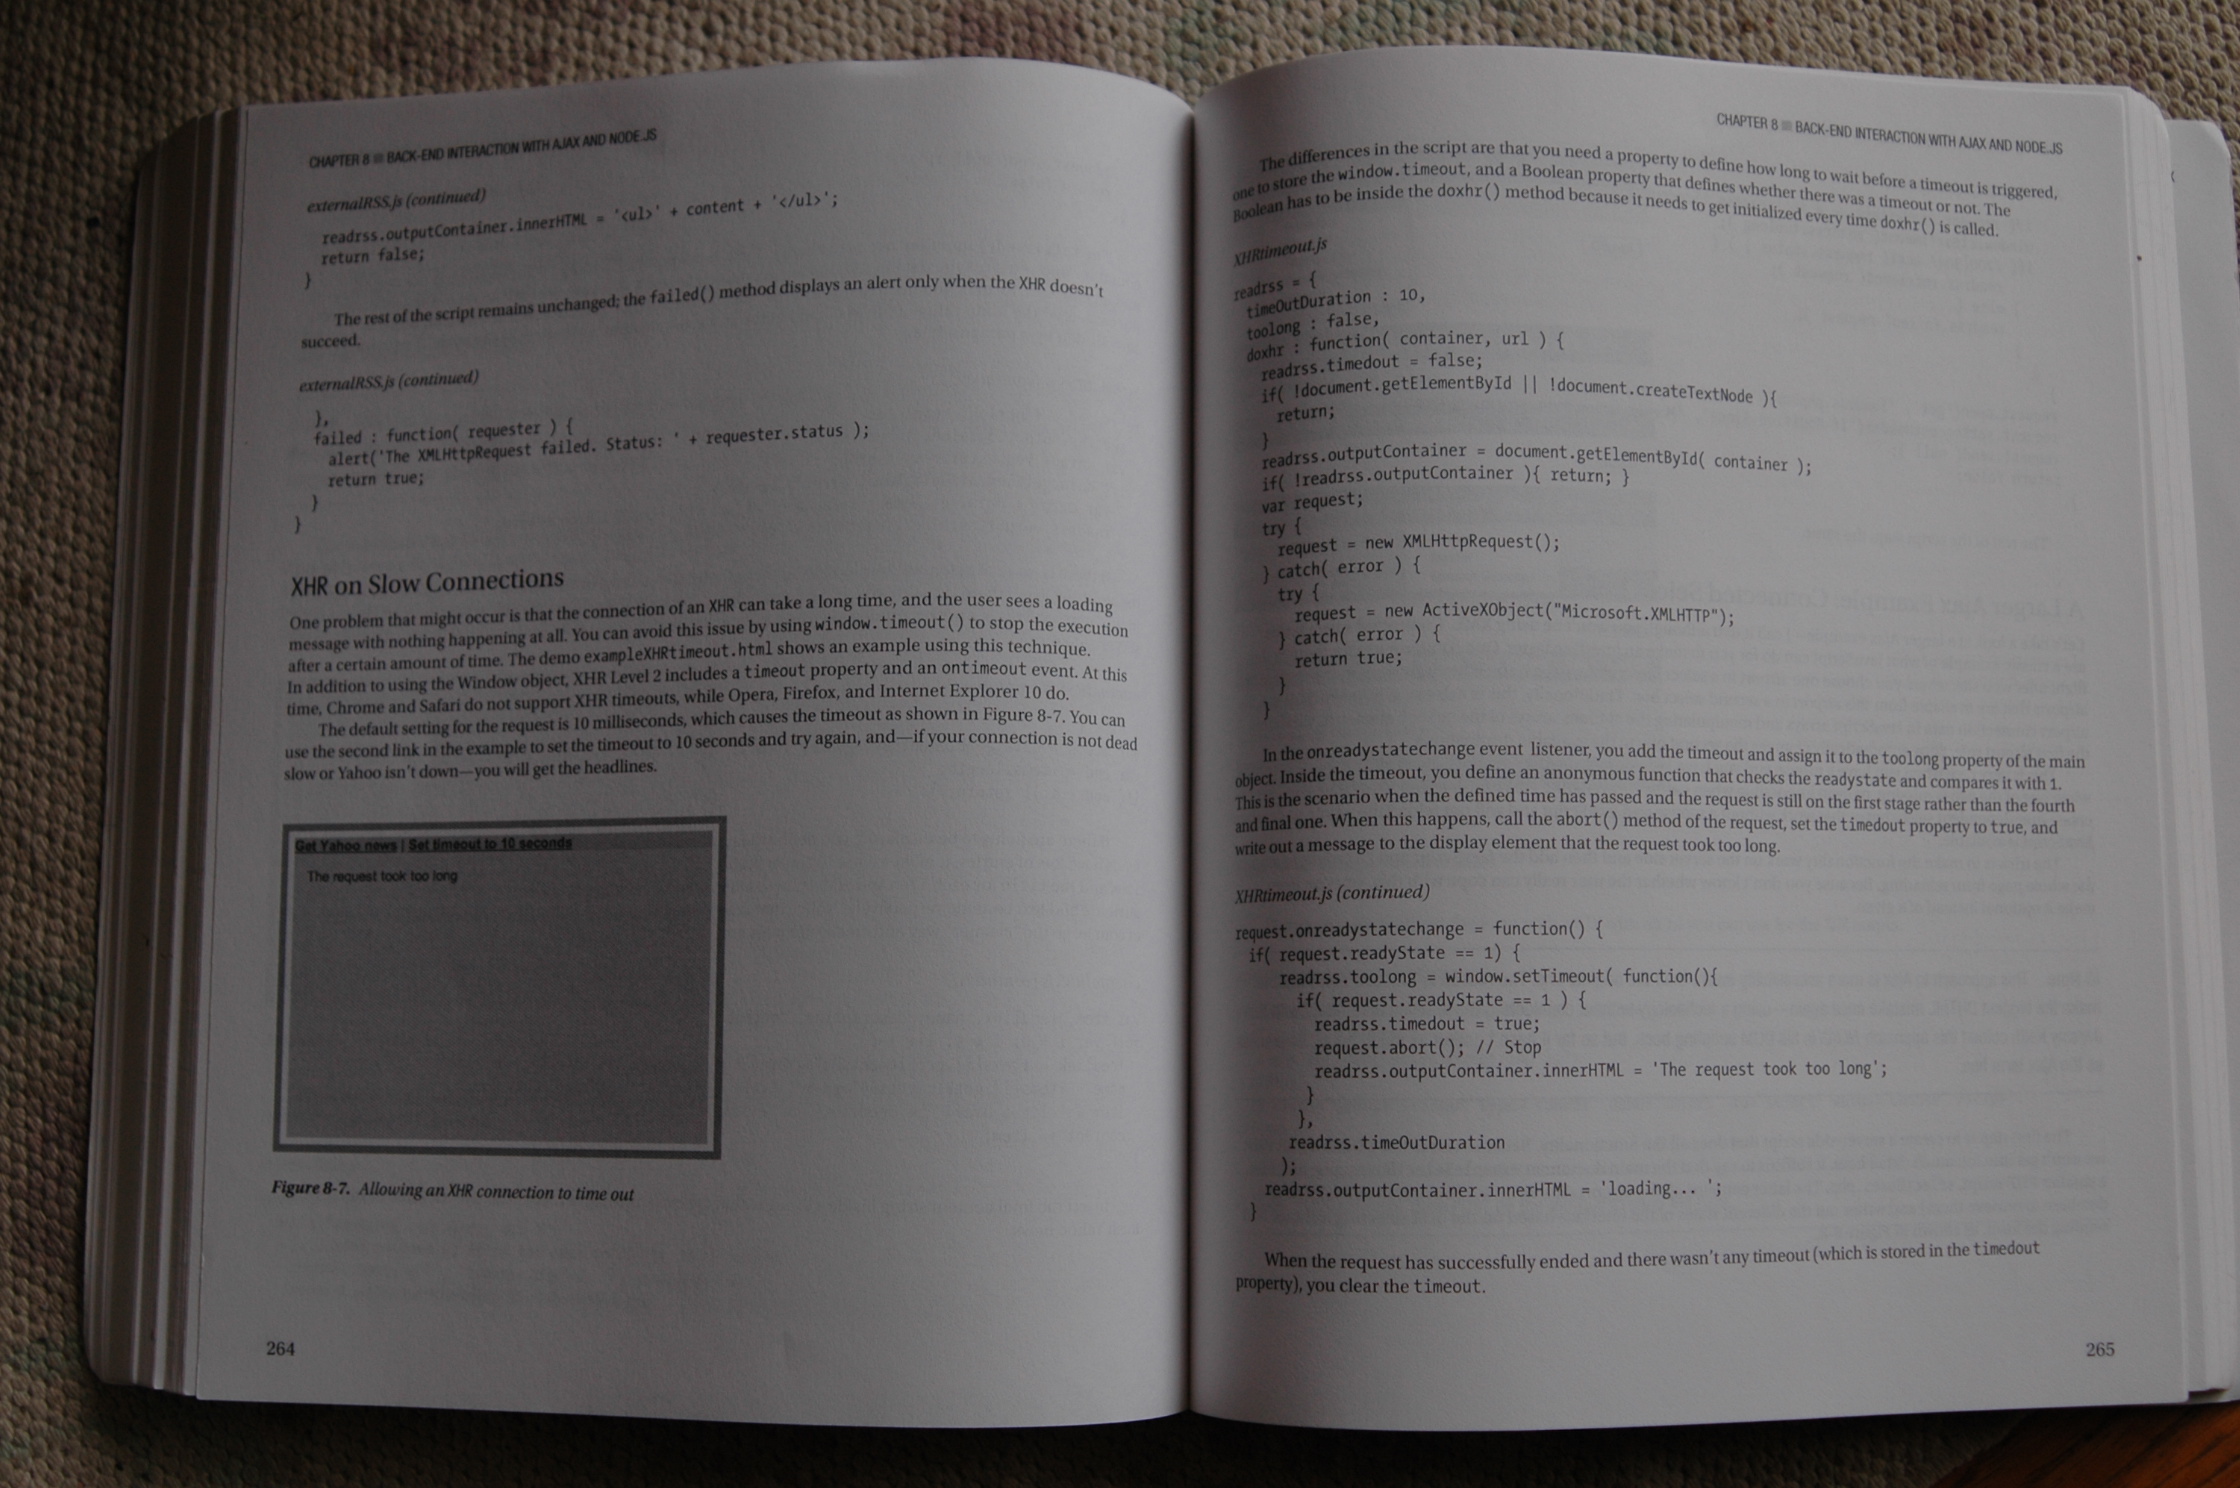 CHAPTER 8 ■ BACK-END INTERACTION WITH AJAX AND NODE.JS
externalRSS.js (continued)
readrss.outputContainer.innerHTML = '<ul>' + content + '</ul>';
return false;
}
The rest of the script remains unchanged; the failed() method displays an alert only when the XHR doesn't
succeed.
externalRSS.js (continued)
},
failed : function( requester ) {
alert('The XMLHttpRequest failed. Status: ' + requester.status );
return true;
}
}
XHR on Slow Connections
One problem that might occur is that the connection of an XHR can take a long time, and the user sees a loading
message with nothing happening at all. You can avoid this issue by using window.timeout() to stop the execution
after a certain amount of time. The demo exampleXHRtimeout.html shows an example using this technique.
In addition to using the Window object, XHR Level 2 includes a timeout property and an ontimeout event. At this
time, Chrome and Safari do not support XHR timeouts, while Opera, Firefox, and Internet Explorer 10 do.
The default setting for the request is 10 milliseconds, which causes the timeout as shown in Figure 8-7. You can
use the second link in the example to set the timeout to 10 seconds and try again, and—if your connection is not dead
slow or Yahoo isn't down—you will get the headlines.
Get Yahoo news | Set timeout to 10 seconds
The request took too long
Figure 8-7. Allowing an XHR connection to time out
264
CHAPTER 8 ■ BACK-END INTERACTION WITH AJAX AND NODE.JS
The differences in the script are that you need a property to define how long to wait before a timeout is triggered,
one to store the window.timeout, and a Boolean property that defines whether there was a timeout or not. The
Boolean has to be inside the doxhr() method because it needs to get initialized every time doxhr() is called.
XHRtimeout.js
readrss = {
timeOutDuration : 10,
toolong : false,
doxhr : function( container, url ) {
readrss.timedout = false;
if( !document.getElementById || !document.createTextNode ){
return;
}
readrss.outputContainer = document.getElementById( container );
if( !readrss.outputContainer ){ return; }
var request;
try {
request = new XMLHttpRequest();
} catch( error ) {
try {
request = new ActiveXObject("Microsoft.XMLHTTP");
} catch( error ) {
return true;
}
}
In the onreadystatechange event listener, you add the timeout and assign it to the toolong property of the main
object. Inside the timeout, you define an anonymous function that checks the readystate and compares it with 1.
This is the scenario when the defined time has passed and the request is still on the first stage rather than the fourth
and final one. When this happens, call the abort() method of the request, set the timedout property to true, and
write out a message to the display element that the request took too long.
XHRtimeout.js (continued)
request.onreadystatechange = function() {
if( request.readyState == 1) {
readrss.toolong = window.setTimeout( function(){
if( request.readyState == 1 ) {
readrss.timedout = true;
request.abort(); // Stop
readrss.outputContainer.innerHTML = 'The request took too long';
}
},
readrss.timeOutDuration
);
readrss.outputContainer.innerHTML = 'loading... ';
}
When the request has successfully ended and there wasn't any timeout (which is stored in the timedout
property), you clear the timeout.
265